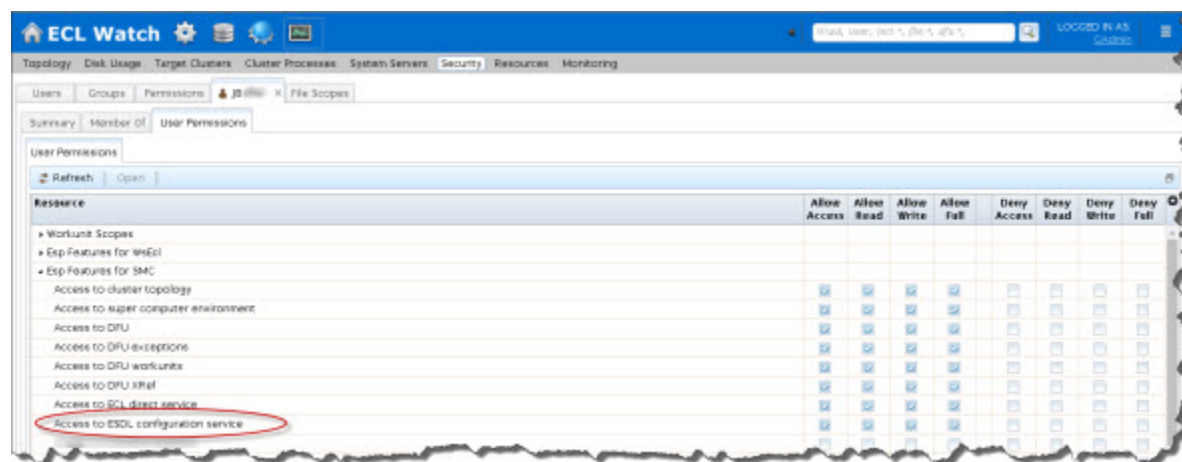 ECL Watch
LOGGED IN AS
GAdmin
Topology Disk Usage Target Clusters Cluster Processes System Servers Security Resources Monitoring
Users Groups Permissions JB × File Scopes
Summary Member Of User Permissions
User Permissions
Refresh Open
Resource Allow Access Allow Read Allow Write Allow Full Deny Access Deny Read Deny Write Deny Full
Workunit Scopes
Esp Features for WsEcl
Esp Features for SMC
Access to cluster topology
Access to super computer environment
Access to DFU
Access to DFU exceptions
Access to DFU workunits
Access to DFU XRef
Access to ECL direct service
Access to ESDL configuration service